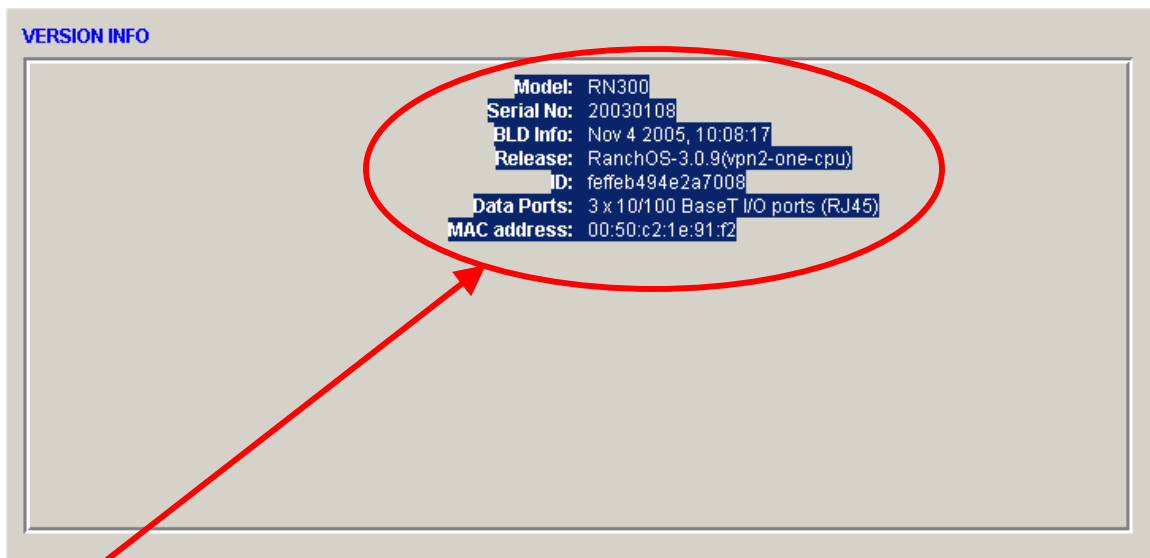 VERSION INFO
Model: RN300
Serial No: 20030108
BLD Info: Nov 4 2005, 10:08:17
Release: RanchOS-3.0.9(vpn2-one-cpu)
ID: feffeb494e2a7008
Data Ports: 3 x 10/100 BaseT I/O ports (RJ45)
MAC address: 00:50:c2:1e:91:f2